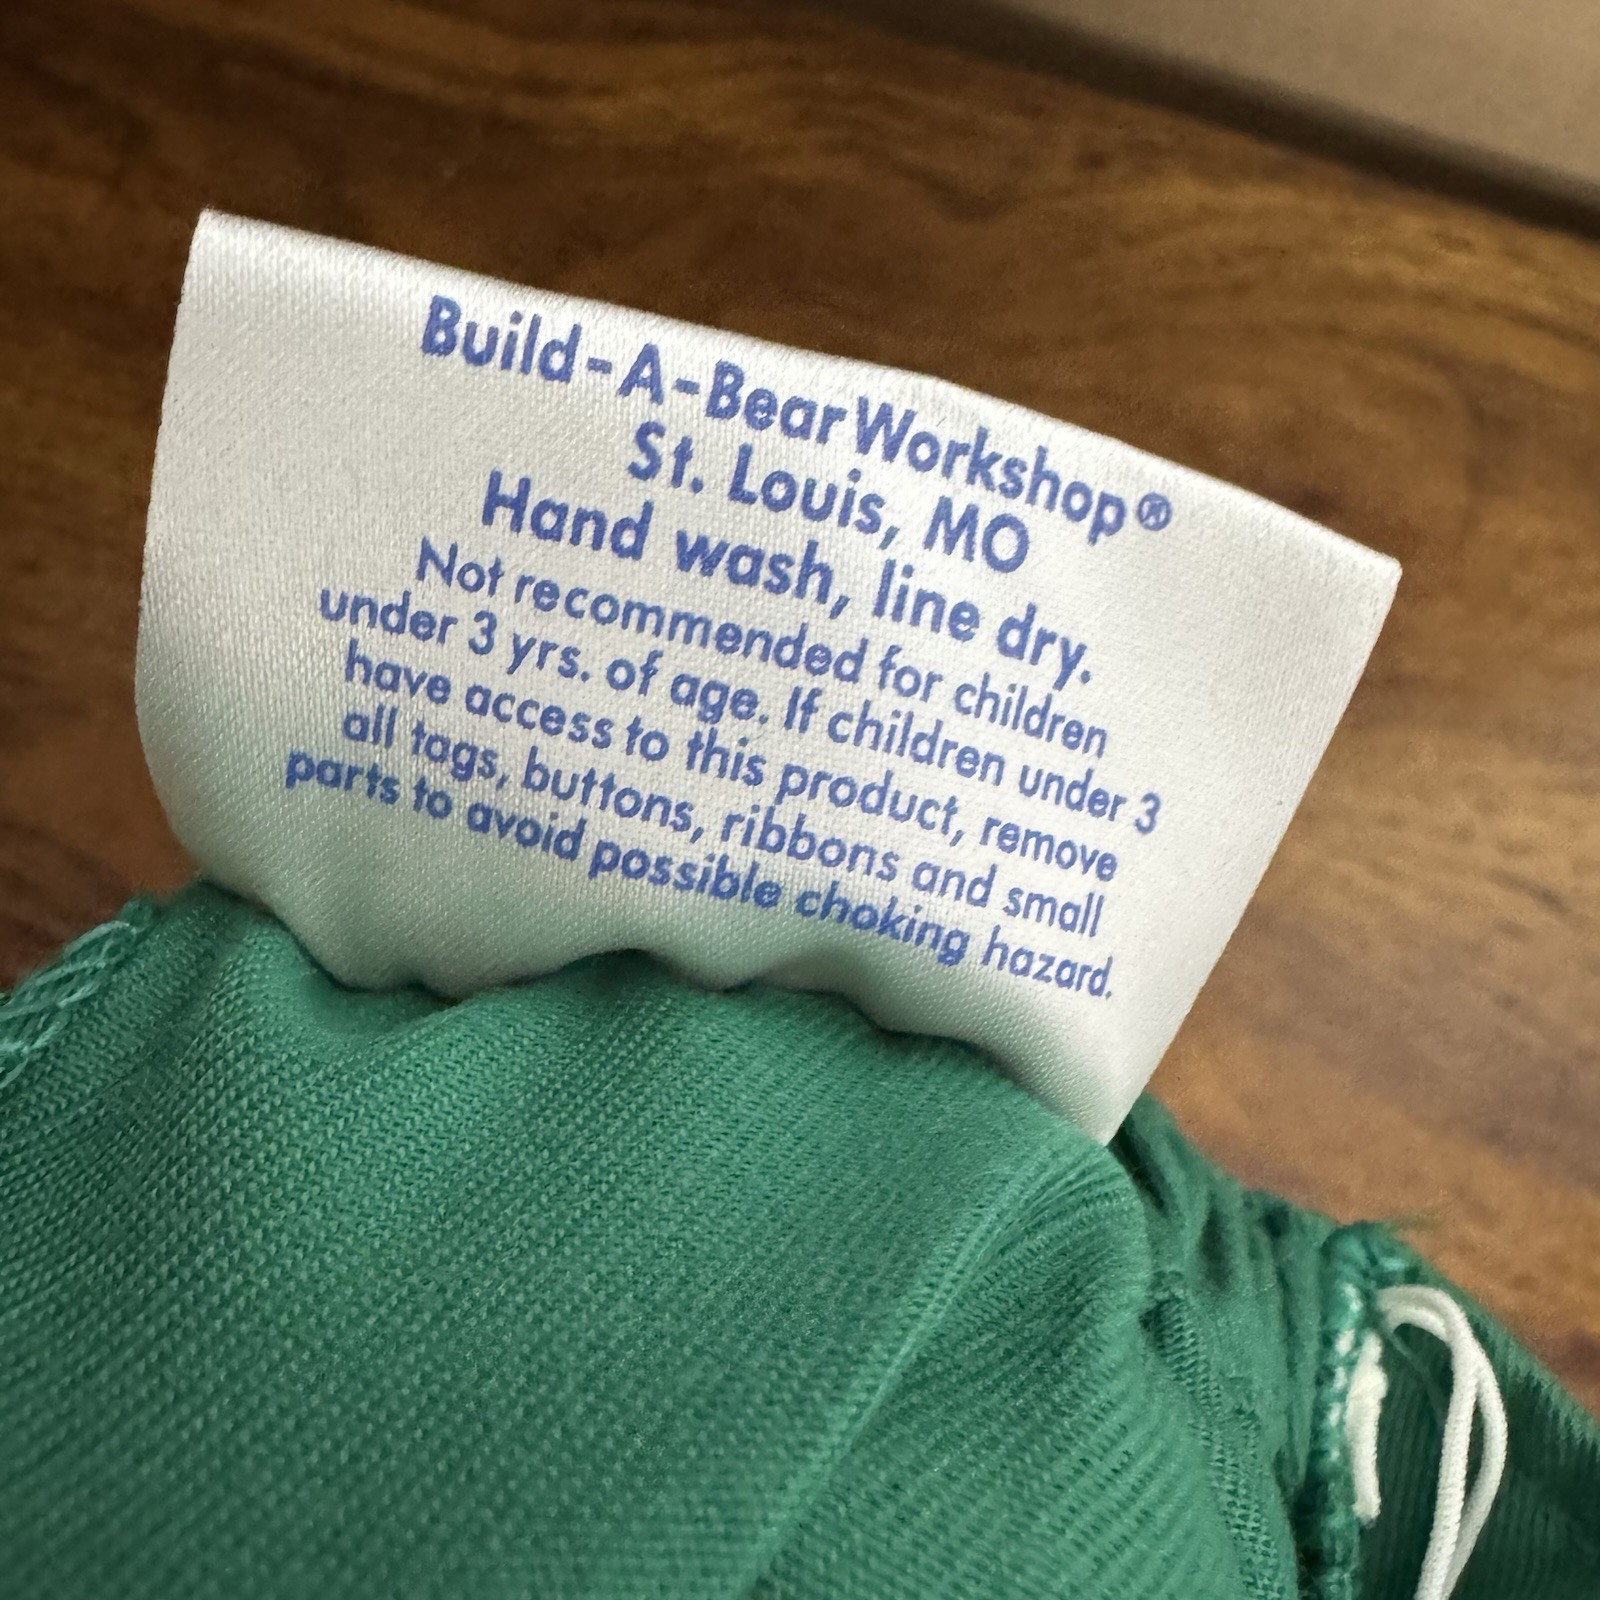 Build-A-Bear Workshop®
St. Louis, MO
Hand wash, line dry.
Not recommended for children
under 3 yrs. of age. If children under 3
have access to this product, remove
all tags, buttons, ribbons and small
parts to avoid possible choking hazard.